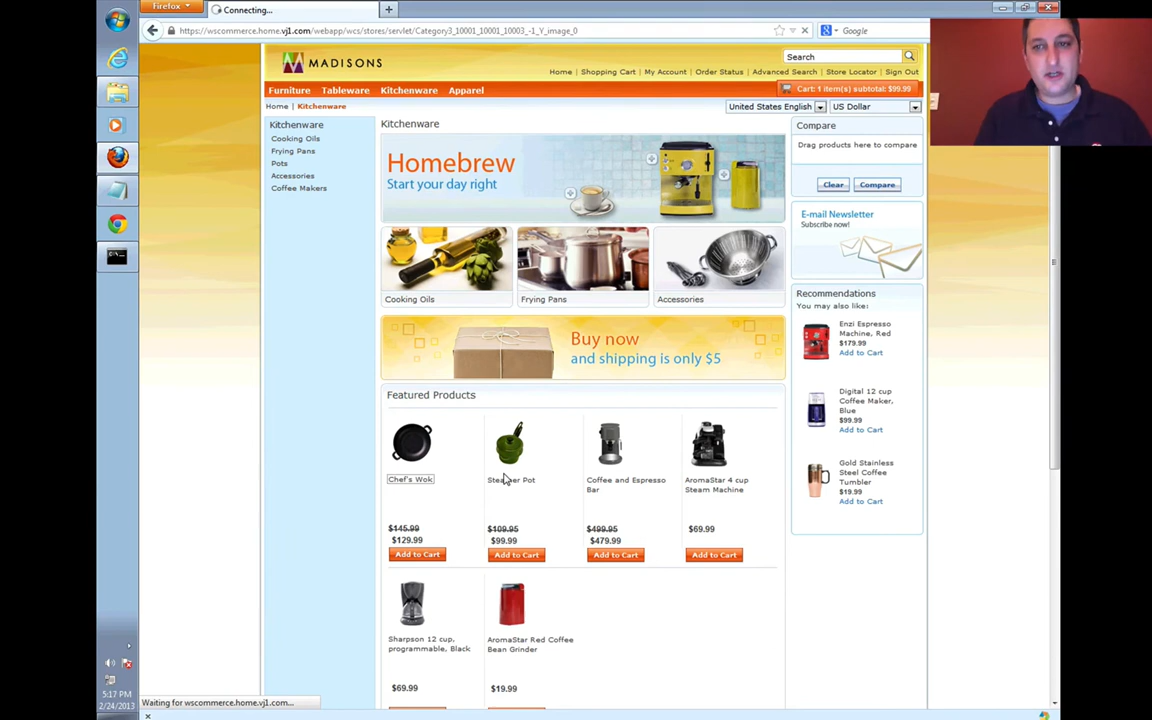 Firefox
Connecting...
https://wscommerce.home.vj1.com/webapp/wcs/stores/servlet/Category3_10001_10001_10003_-1_Y_image_0
Google
MADISONS
Search
Home | Shopping Cart | My Account | Order Status | Advanced Search | Store Locator | Sign Out
Furniture Tableware Kitchenware Apparel
Cart: 1 item(s) subtotal: $99.99
Home | Kitchenware
United States English
US Dollar
Kitchenware
Cooking Oils
Frying Pans
Pots
Accessories
Coffee Makers
Kitchenware
Homebrew
Start your day right
Cooking Oils
Frying Pans
Accessories
Buy now
and shipping is only $5
Featured Products
Chef's Wok
Steamer Pot
Coffee and Espresso Bar
AromaStar 4 cup Steam Machine
$145.99
$109.95
$499.95
$129.99
$99.99
$479.99
$69.99
Add to Cart
Add to Cart
Add to Cart
Add to Cart
Sharpson 12 cup, programmable, Black
AromaStar Red Coffee Bean Grinder
$69.99
$19.99
Compare
Drag products here to compare
Clear
Compare
E-mail Newsletter
Subscribe now!
Recommendations
You may also like:
Enzi Espresso
Machine, Red
$179.99
Add to Cart
Digital 12 cup
Coffee Maker,
Blue
$99.99
Add to Cart
Gold Stainless
Steel Coffee
Tumbler
$19.99
Add to Cart
Waiting for wscommerce.home.vj1.com...
5:17 PM
2/24/2013